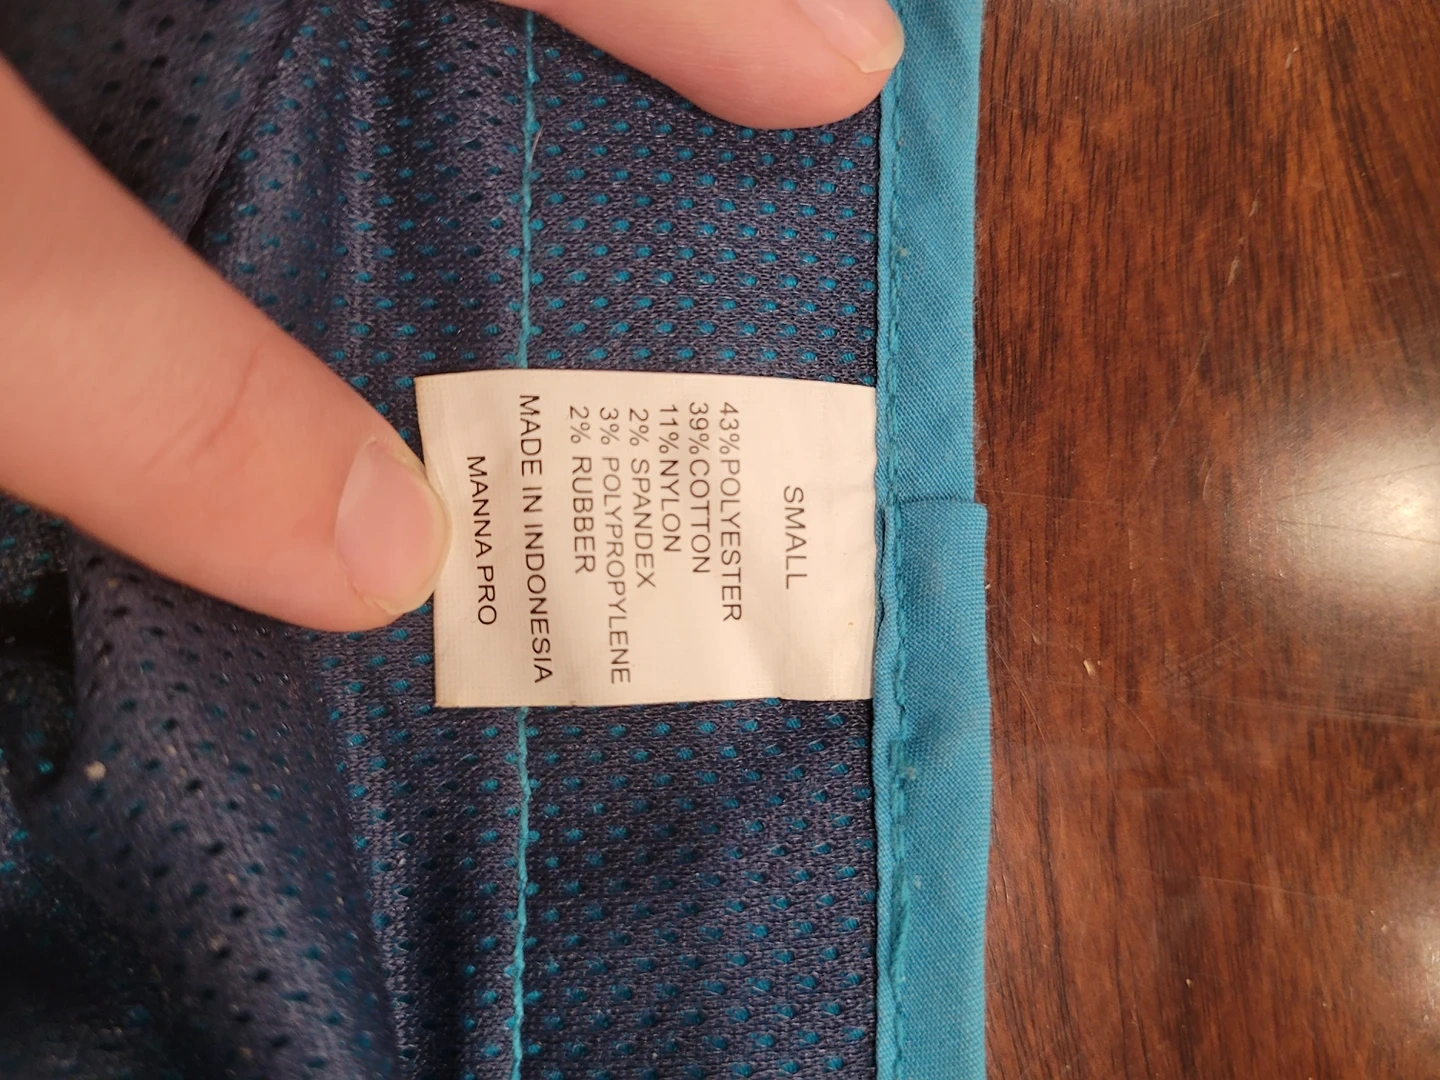 SMALL
43%POLYESTER
39%COTTON
11%NYLON
2% SPANDEX
3% POLYPROPYLENE
2% RUBBER
MADE IN INDONESIA
MANNA PRO